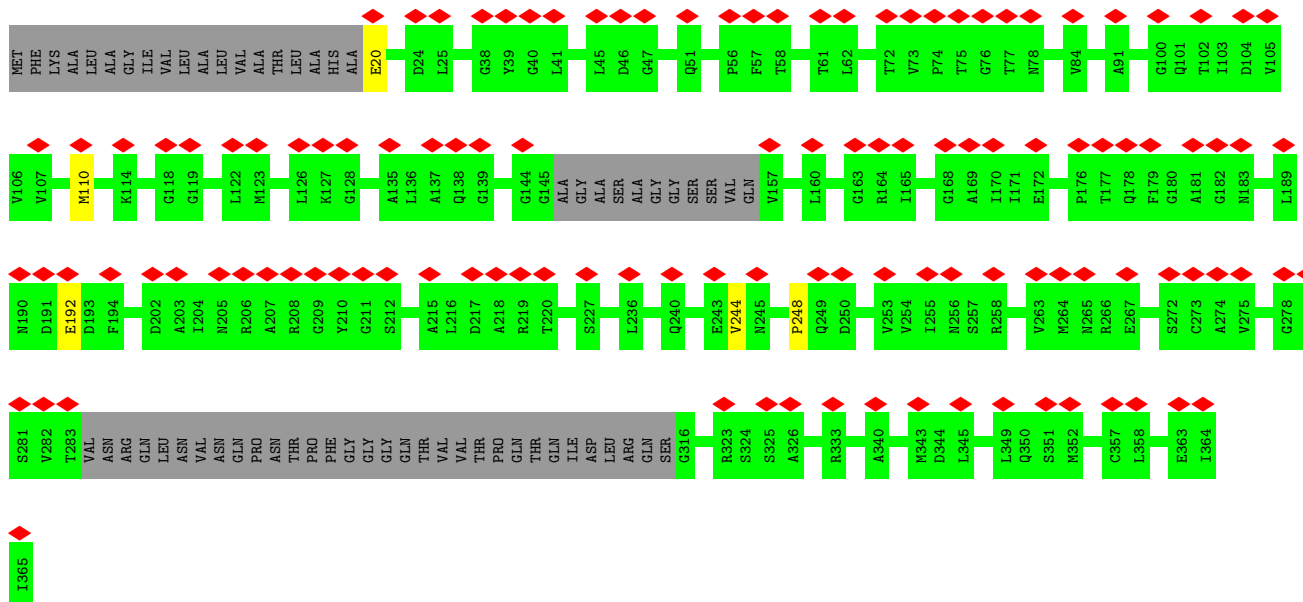 MET PHE LYS ALA LEU ALA GLY ILE VAL LEU ALA LEU VAL ALA THR LEU ALA HIS ALA E20 D24 L25 G38 Y39 G40 L41 L45 D46 G47 Q51 P56 F57 T58 T61 L62 T72 V73 P74 T75 G76 T77 N78 V84 A91 G100 Q101 T102 I103 D104 V105
V106 V107 M110 K114 G118 G119 L122 M123 L126 K127 G128 A135 L136 A137 Q138 G139 G144 G145 ALA GLY ALA SER ALA GLY GLY SER SER VAL GLN V157 L160 G163 R164 I165 G168 A169 I170 I171 E172 P176 T177 Q178 F179 G180 A181 G182 N183 L189
N190 D191 E192 D193 F194 D202 A203 I204 N205 R206 A207 R208 G209 Y210 G211 S212 A215 L216 D217 A218 R219 T220 S227 L236 Q240 E243 V244 N245 P248 Q249 D250 V253 V254 I255 N256 S257 R258 V263 M264 N265 R266 E267 S272 C273 A274 V275 G278
S281 V282 T283 VAL ASN ARG GLN LEU ASN VAL ASN GLN PRO ASN THR PRO PHE GLY GLY GLY GLN THR VAL VAL THR PRO GLN THR GLN ILE ASP LEU ARG GLN SER G316 R323 S324 S325 A326 R333 A340 M343 D344 L345 L349 Q350 S351 M352 C357 L358 E363 I364
I365